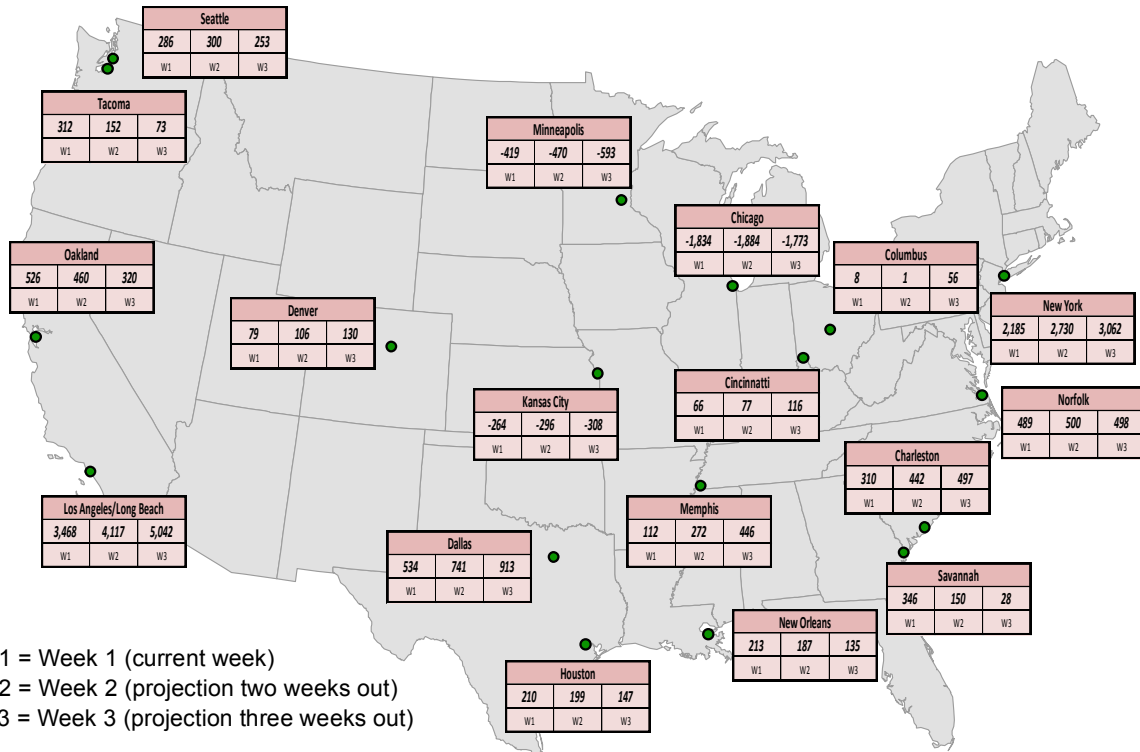 Seattle
286 300 253
W1 W2 W3
Tacoma
312 152 73
W1 W2 W3
Minneapolis
-419 -470 -593
W1 W2 W3
Chicago
-1,834 -1,884 -1,773
W1 W2 W3
Oakland
526 460 320
W1 W2 W3
Columbus
8 1 56
W1 W2 W3
Denver
79 106 130
W1 W2 W3
New York
2,185 2,730 3,062
W1 W2 W3
Cincinnatti
66 77 116
W1 W2 W3
Kansas City
-264 -296 -308
W1 W2 W3
Norfolk
489 500 498
W1 W2 W3
Charleston
310 442 497
W1 W2 W3
Los Angeles/Long Beach
3,468 4,117 5,042
W1 W2 W3
Memphis
112 272 446
W1 W2 W3
Dallas
534 741 913
W1 W2 W3
Savannah
346 150 28
W1 W2 W3
New Orleans
213 187 135
W1 W2 W3
Houston
210 199 147
W1 W2 W3
1 = Week 1 (current week)
2 = Week 2 (projection two weeks out)
3 = Week 3 (projection three weeks out)